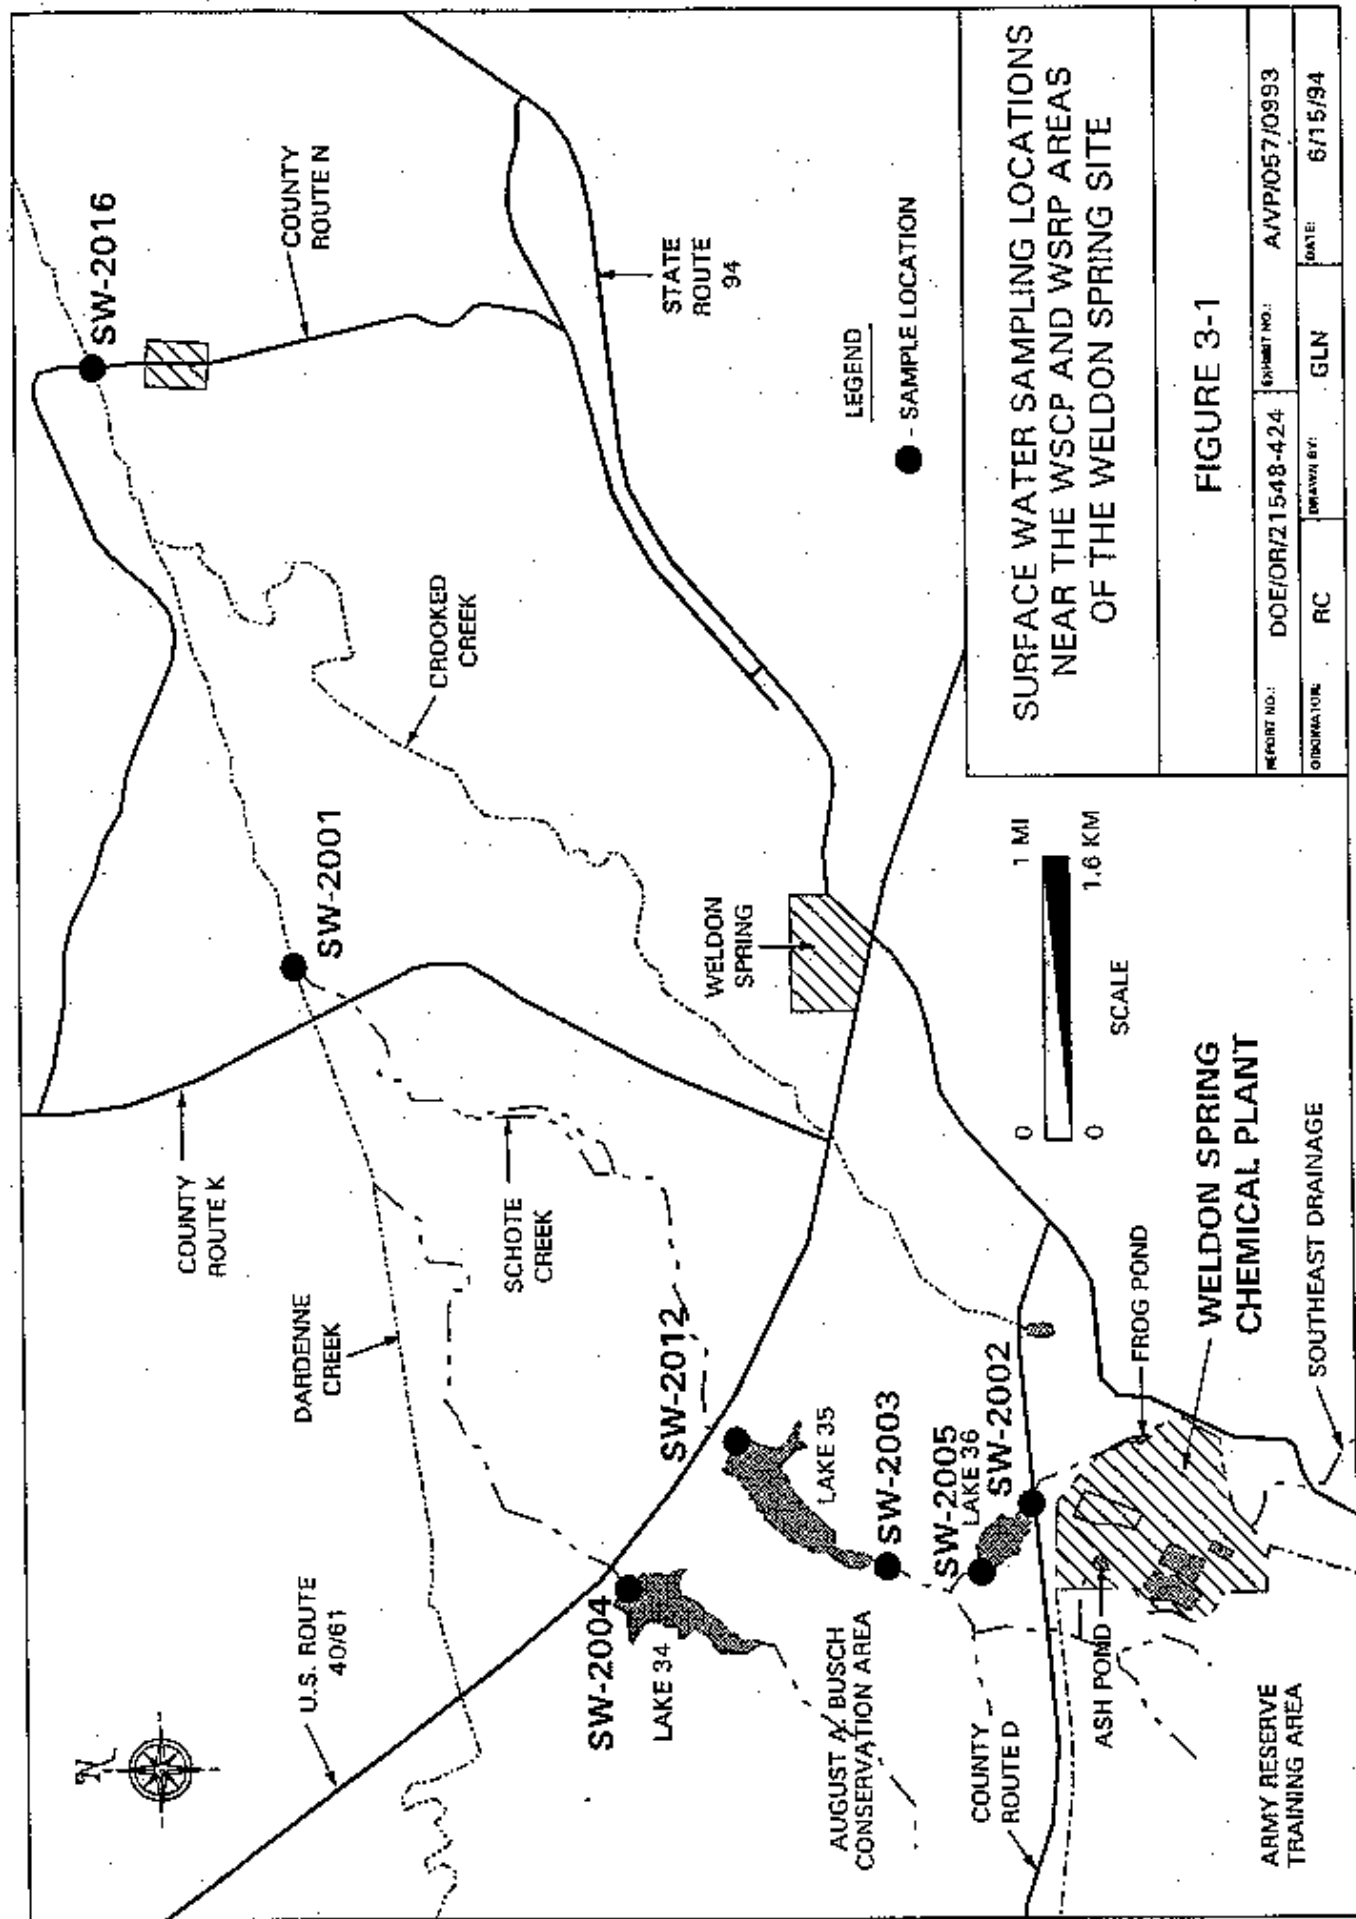 N
U.S. ROUTE
40/61
DARDENNE
CREEK
COUNTY
ROUTE K
SW-2001
SW-2016
COUNTY
ROUTE N
SCHOTE
CREEK
CROOKED
CREEK
STATE
ROUTE
94
SW-2004
LAKE 34
SW-2012
LAKE 35
SW-2003
SW-2005
LAKE 36
SW-2002
WELDON
SPRING
AUGUST A. BUSCH
CONSERVATION AREA
COUNTY
ROUTE D
ASH POND
FROG POND
WELDON SPRING
CHEMICAL PLANT
SOUTHEAST DRAINAGE
ARMY RESERVE
TRAINING AREA
0 1 MI
0 1.6 KM
SCALE
LEGEND
- SAMPLE LOCATION
SURFACE WATER SAMPLING LOCATIONS
NEAR THE WSCP AND WSRP AREAS
OF THE WELDON SPRING SITE
FIGURE 3-1
REPORT NO.: DOE/OR/21548-424 EXHIBIT NO.: A/VP/057/0993
ORIGINATOR: RC DRAWN BY: GLN DATE: 6/15/94